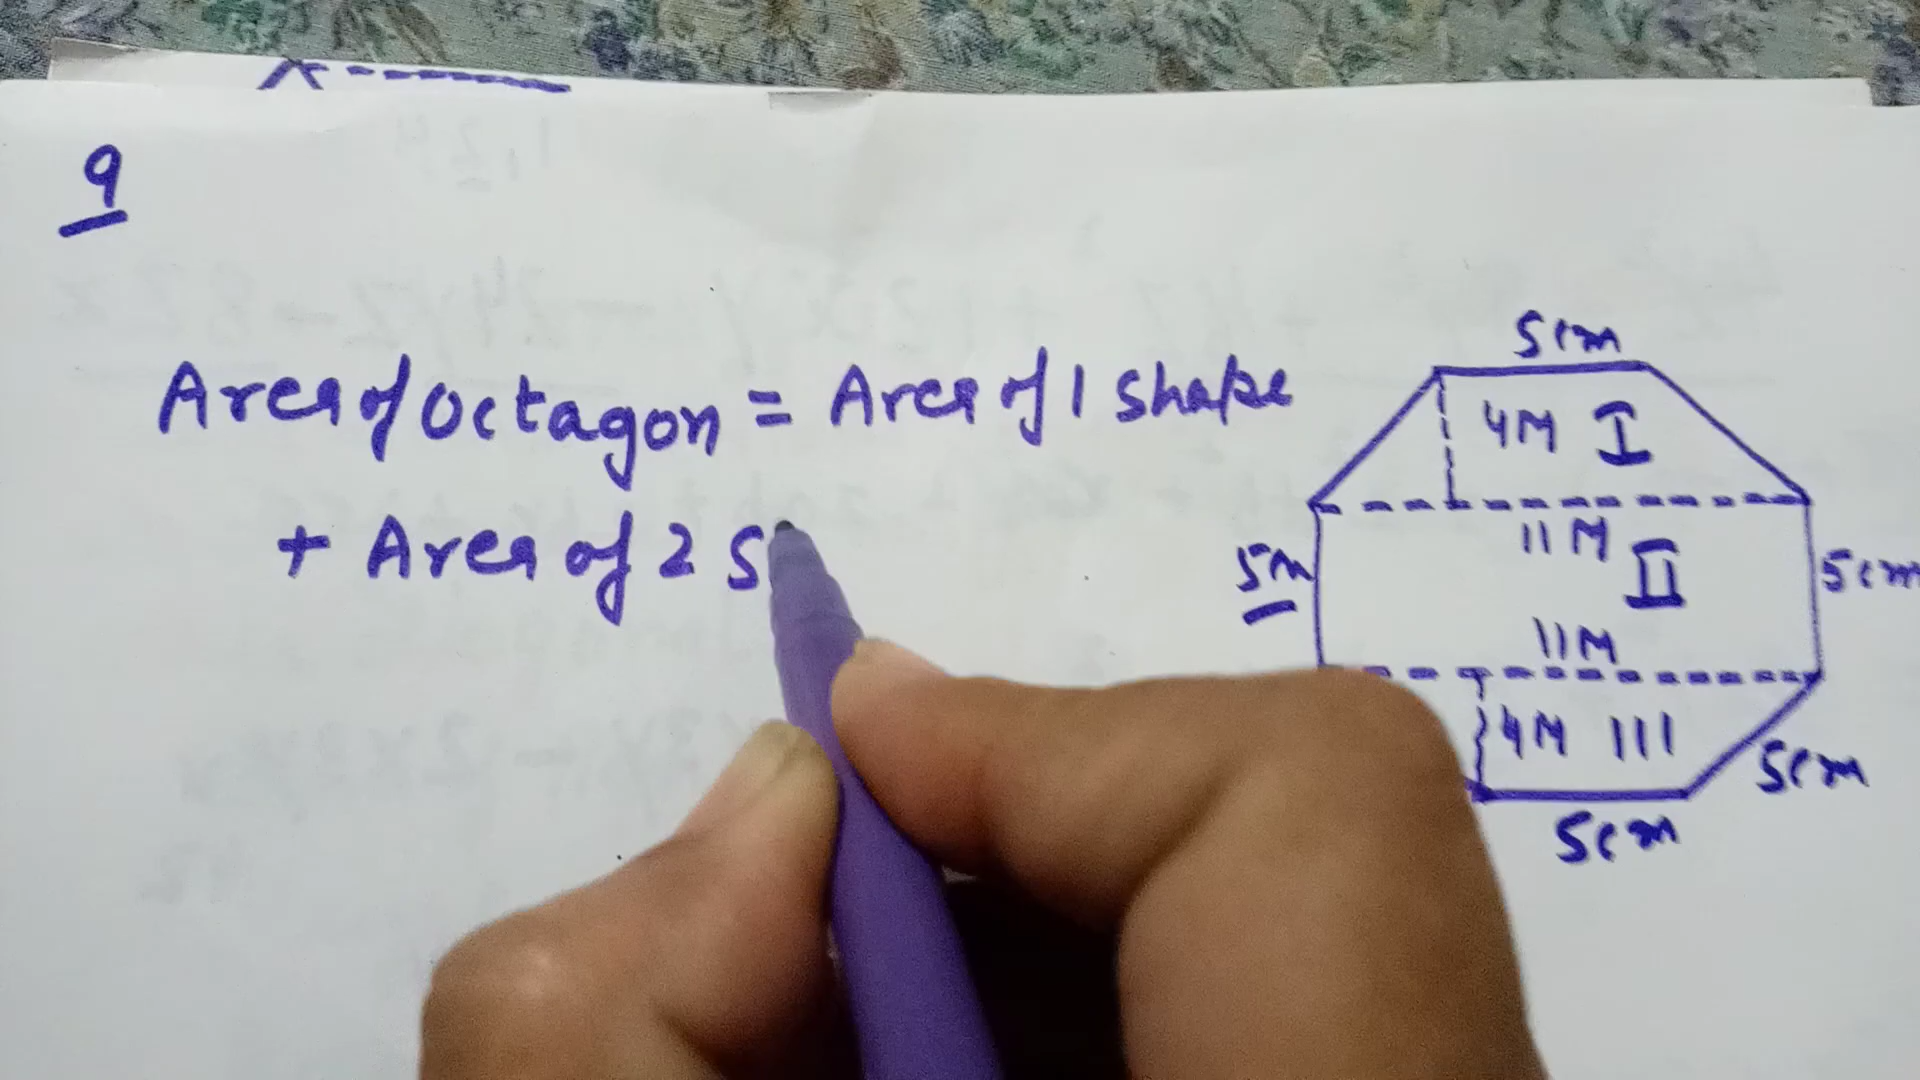 9
Area of Octagon = Area of 1 shape
+ Area of 2 S
5cm
4M I
11 M
5m
II
5cm
11M
4M III
5cm
5cm